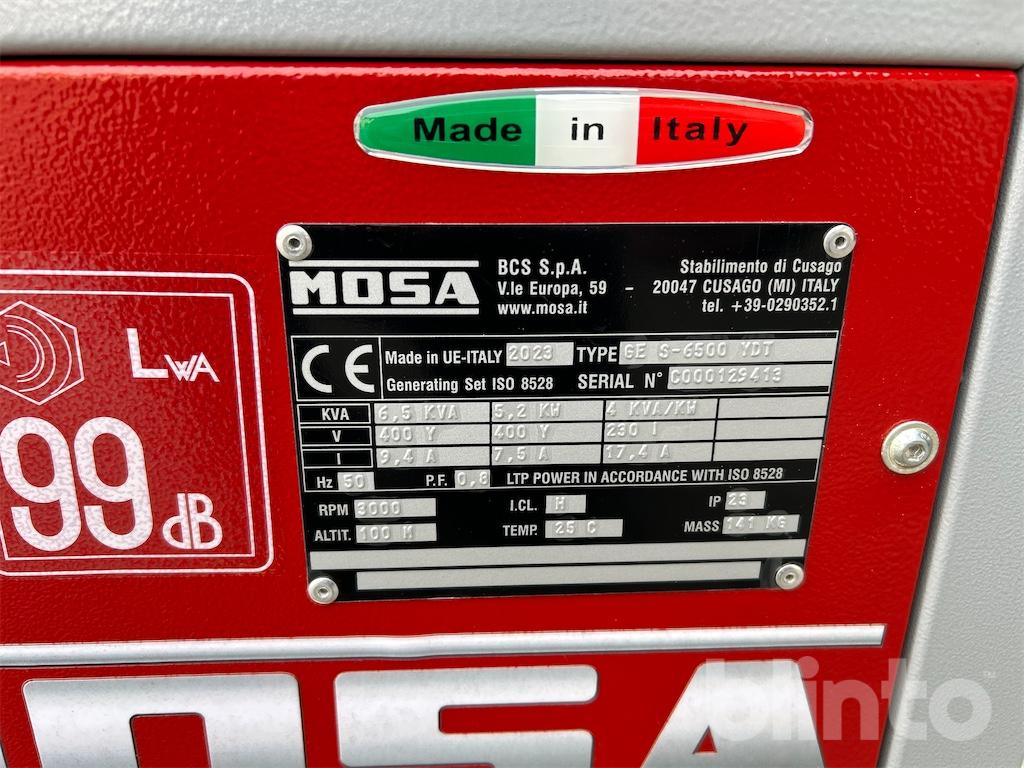 Made in Italy
MOSA
BCS S.p.A.
V.le Europa, 59 -
www.mosa.it
Stabilimento di Cusago
20047 CUSAGO (MI) ITALY
tel. +39-0290352.1
CE Made in UE-ITALY 2023 TYPE GE S-6500 YDT
Generating Set ISO 8528 SERIAL N° C000129413
KVA 6,5 KVA 5,2 KW 4 KVA/KW
V 400 Y 400 Y 230 I
I 9,4 A 7,5 A 17,4 A
Hz 50 P.F. 0,8 LTP POWER IN ACCORDANCE WITH ISO 8528
RPM 3000 I.CL. H IP 23
ALTIT. 100 M TEMP. 25 C MASS 141 KG
LWA
99 dB
MOSA
blinto